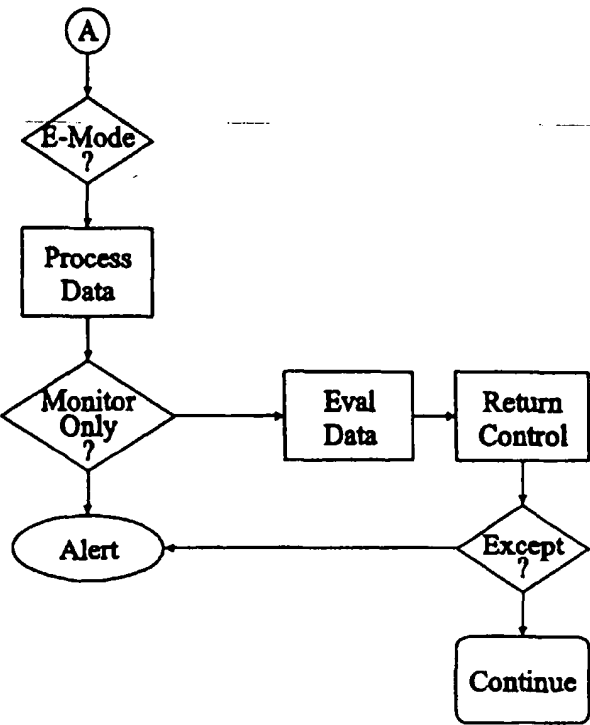 A
E-Mode
?
Process
Data
Monitor
Only
?
Eval
Data
Return
Control
Alert
Except
?
Continue